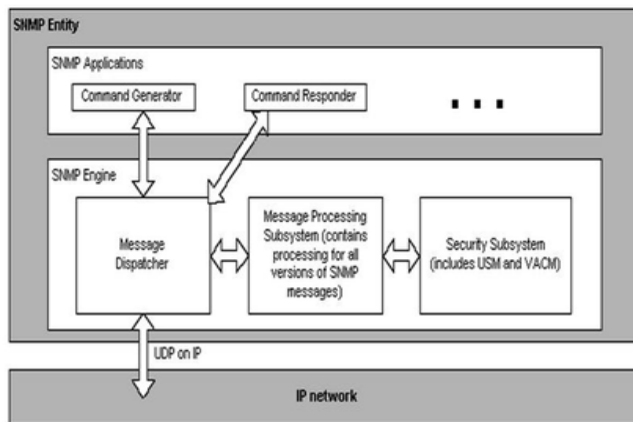 SNMP Entity
SNMP Applications
Command Generator
Command Responder
SNMP Engine
Message
Dispatcher
Message Processing
Subsystem (contains
processing for all
versions of SNMP
messages)
Security Subsystem
(includes USM and VACM)
UDP on IP
IP network